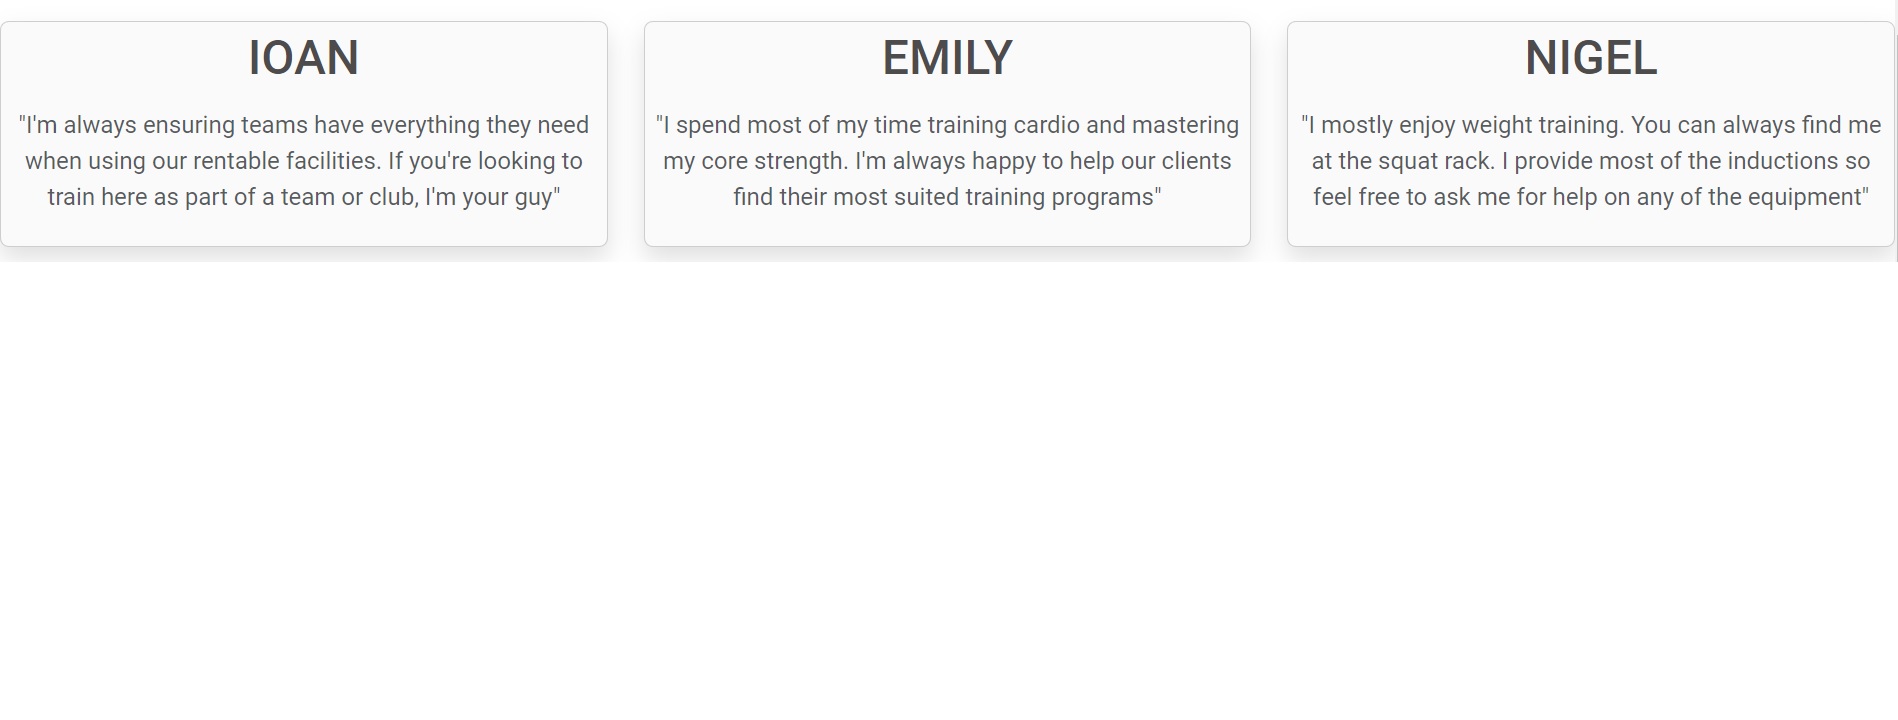 IOAN
"I'm always ensuring teams have everything they need
when using our rentable facilities. If you're looking to
train here as part of a team or club, I'm your guy"
EMILY
"I spend most of my time training cardio and mastering
my core strength. I'm always happy to help our clients
find their most suited training programs"
NIGEL
"I mostly enjoy weight training. You can always find me
at the squat rack. I provide most of the inductions so
feel free to ask me for help on any of the equipment"